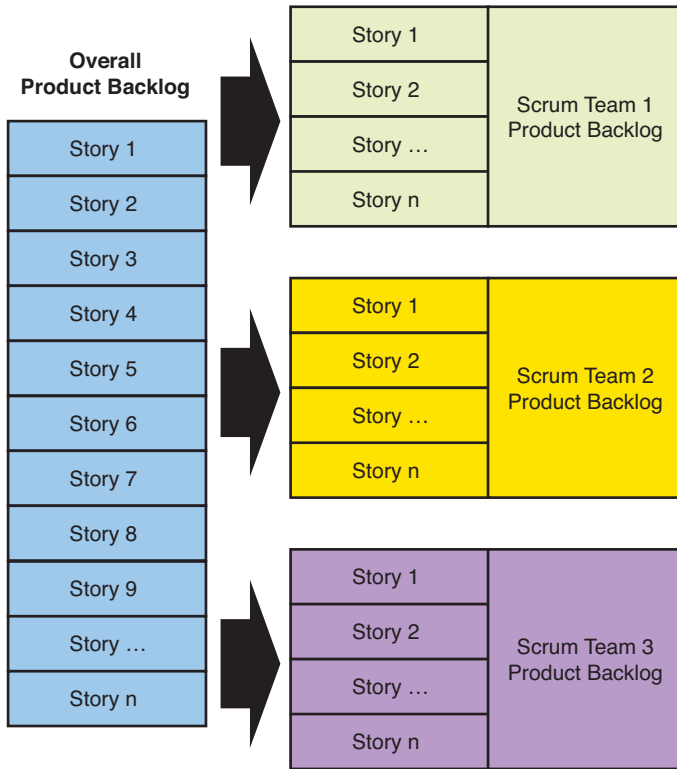 Overall
Product Backlog
Story 1
Story 2
Story 3
Story 4
Story 5
Story 6
Story 7
Story 8
Story 9
Story …
Story n
Story 1
Story 2
Story …
Story n
Scrum Team 1
Product Backlog
Story 1
Story 2
Story …
Story n
Scrum Team 2
Product Backlog
Story 1
Story 2
Story …
Story n
Scrum Team 3
Product Backlog